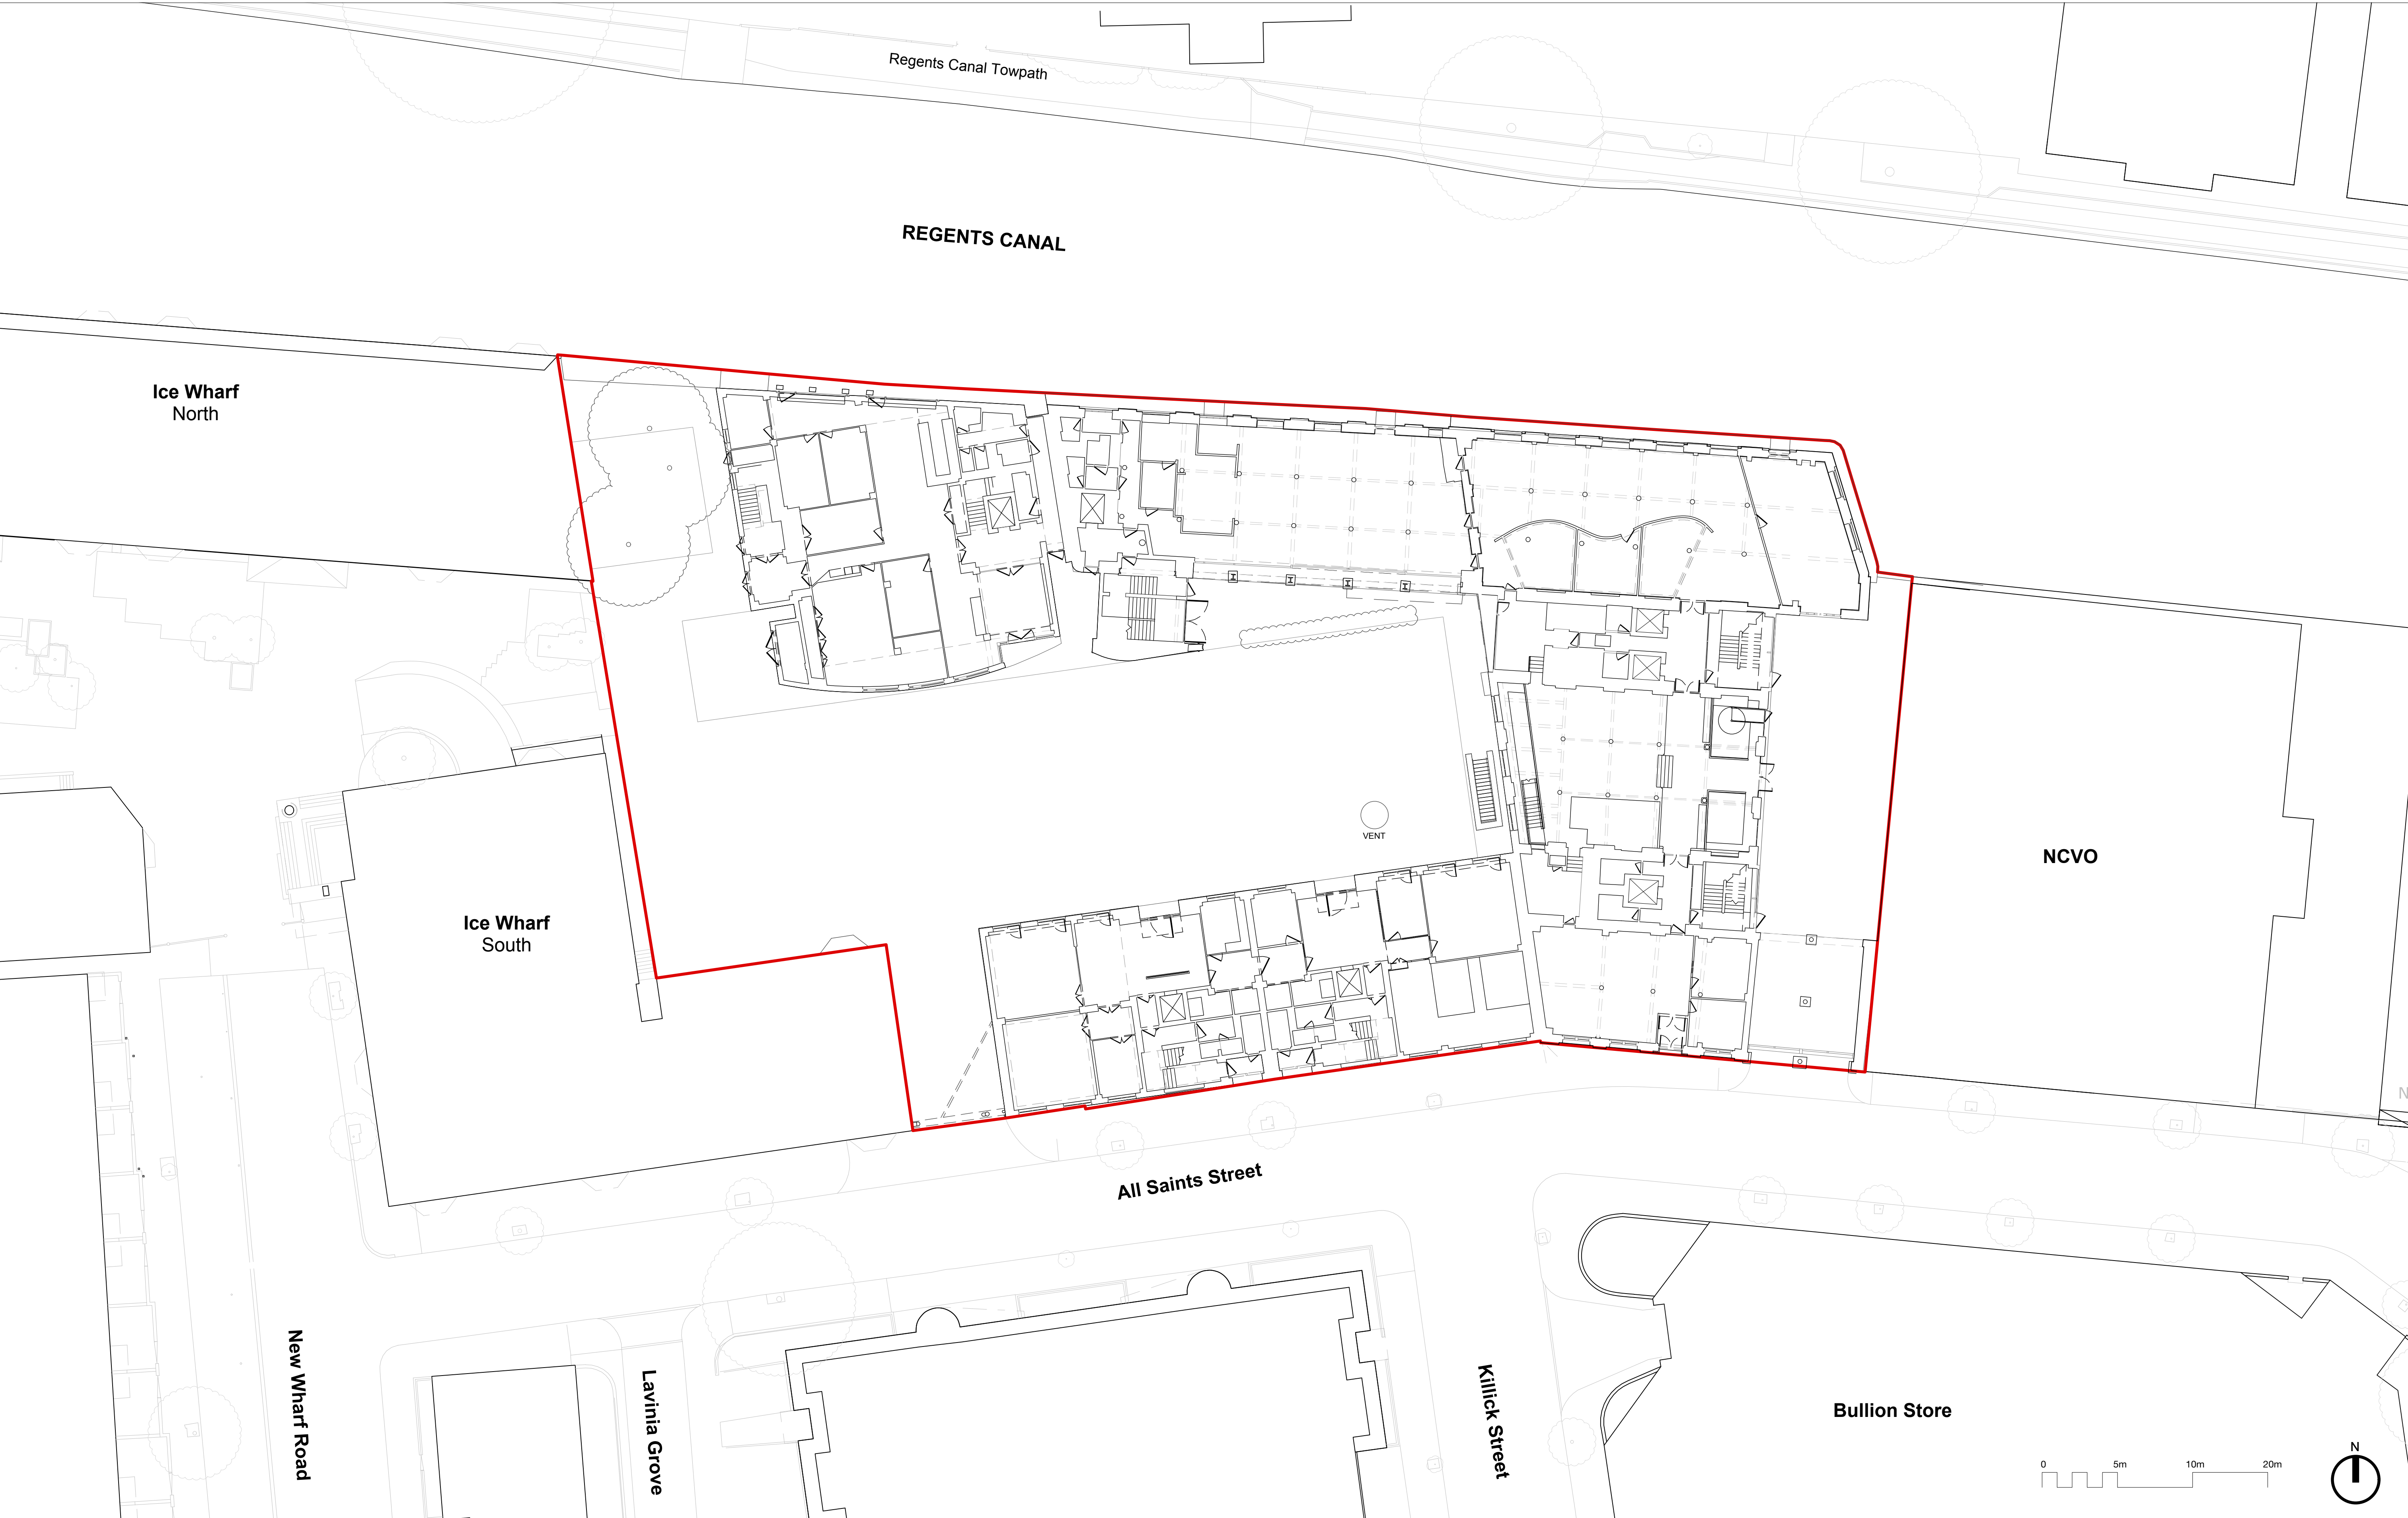 Regents Canal Towpath
REGENTS CANAL
Ice Wharf
North
VENT
NCVO
Ice Wharf
South
All Saints Street
New Wharf Road
Lavinia Grove
Killick Street
Bullion Store
N
0 5m 10m 20m